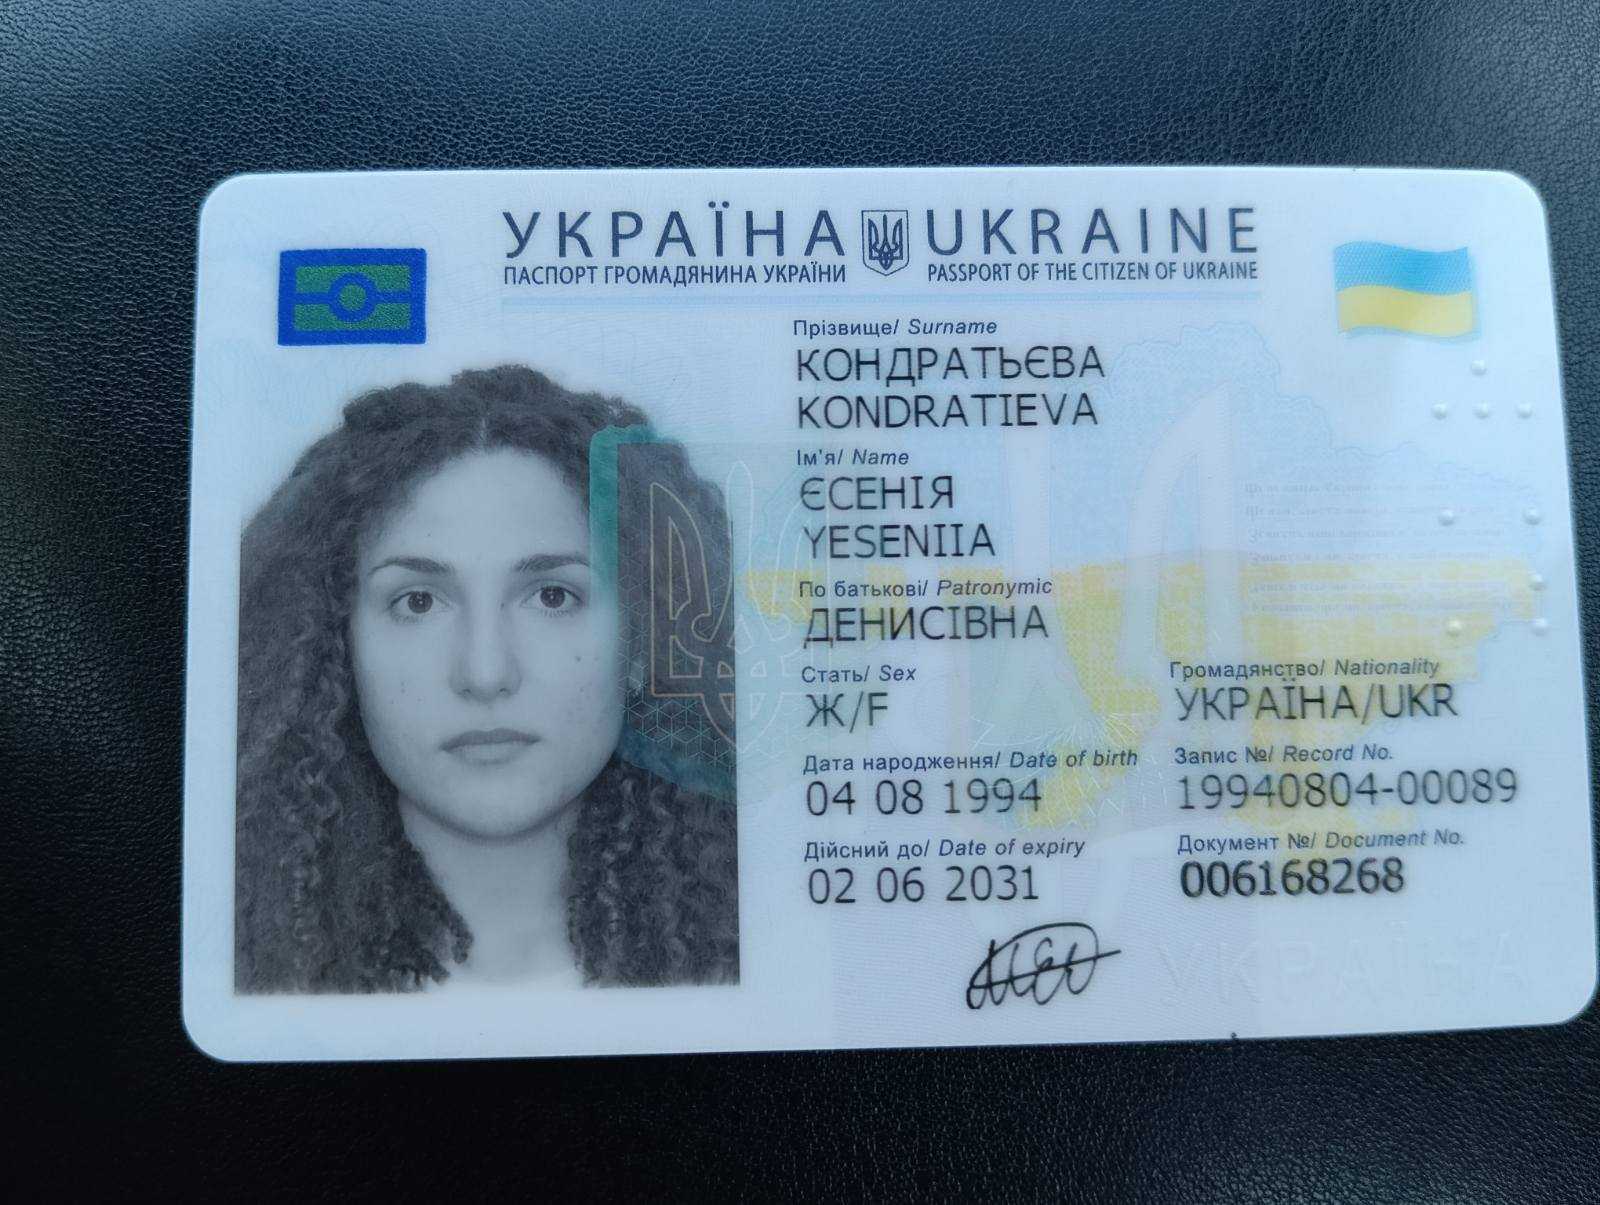 УКРАЇНА UKRAINE
ПАСПОРТ ГРОМАДЯНИНА УКРАЇНИ PASSPORT OF THE CITIZEN OF UKRAINE
Прізвище/ Surname
КОНДРАТЬЄВА
KONDRATIEVA
Ім'я/ Name
ЄСЕНІЯ
YESENIIA
По батькові/ Patronymic
ДЕНИСІВНА
Стать/ Sex Громадянство/ Nationality
Ж/F УКРАЇНА/UKR
Дата народження/ Date of birth Запис №/ Record No.
04 08 1994 19940804-00089
Дійсний до/ Date of expiry Документ №/ Document No.
02 06 2031 006168268
УКРАЇНА